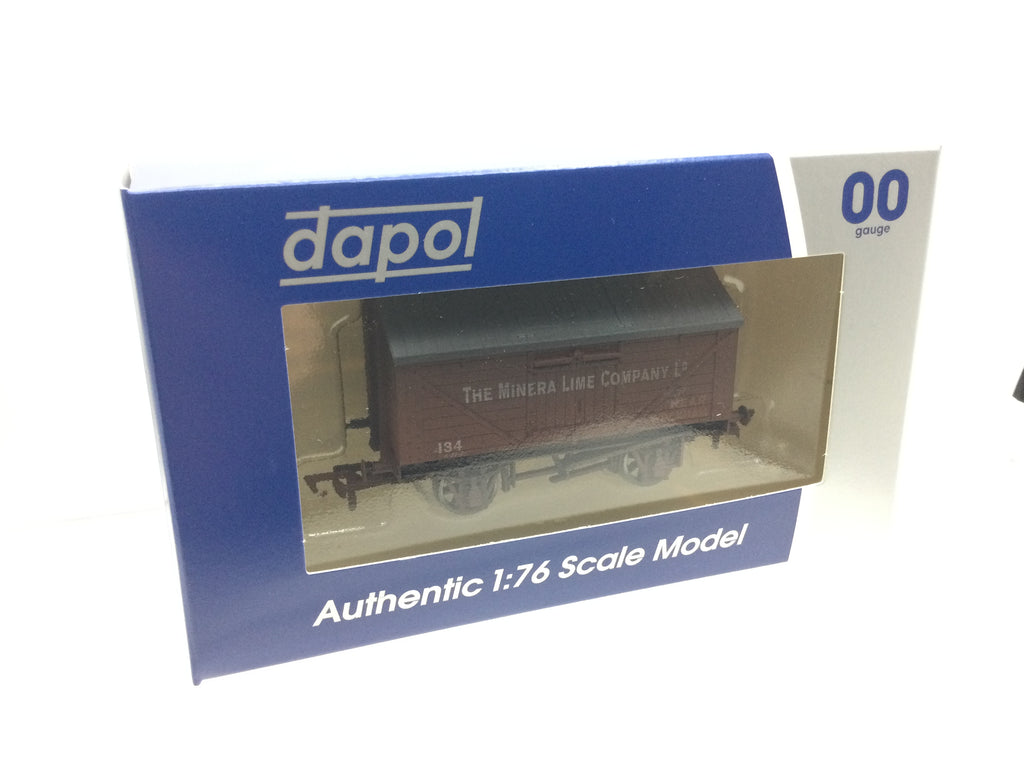 dapol
00
gauge
THE MINERA LIME COMPANY LD
134
Authentic 1:76 Scale Model